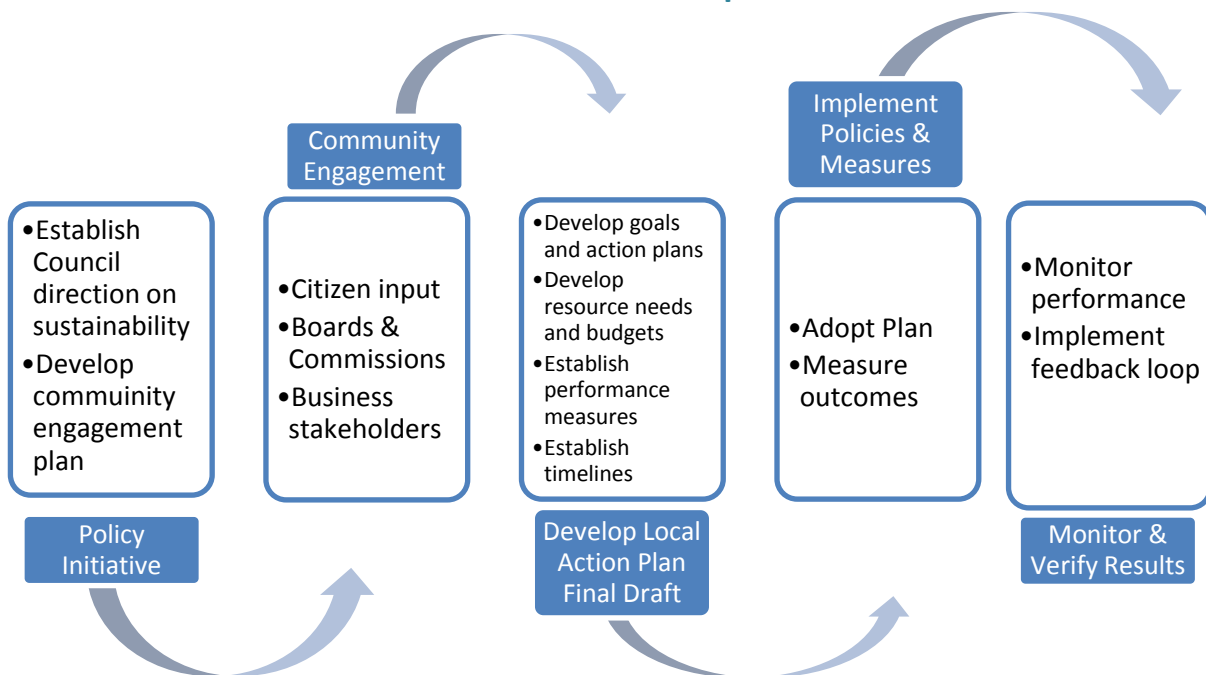 •Establish
Council
direction on
sustainability
•Develop
commuinity
engagement
plan
Policy
Initiative
Community
Engagement
•Citizen input
•Boards &
Commissions
•Business
stakeholders
•Develop goals
and action plans
•Develop
resource needs
and budgets
•Establish
performance
measures
•Establish
timelines
Develop Local
Action Plan
Final Draft
Implement
Policies &
Measures
•Adopt Plan
•Measure
outcomes
•Monitor
performance
•Implement
feedback loop
Monitor &
Verify Results